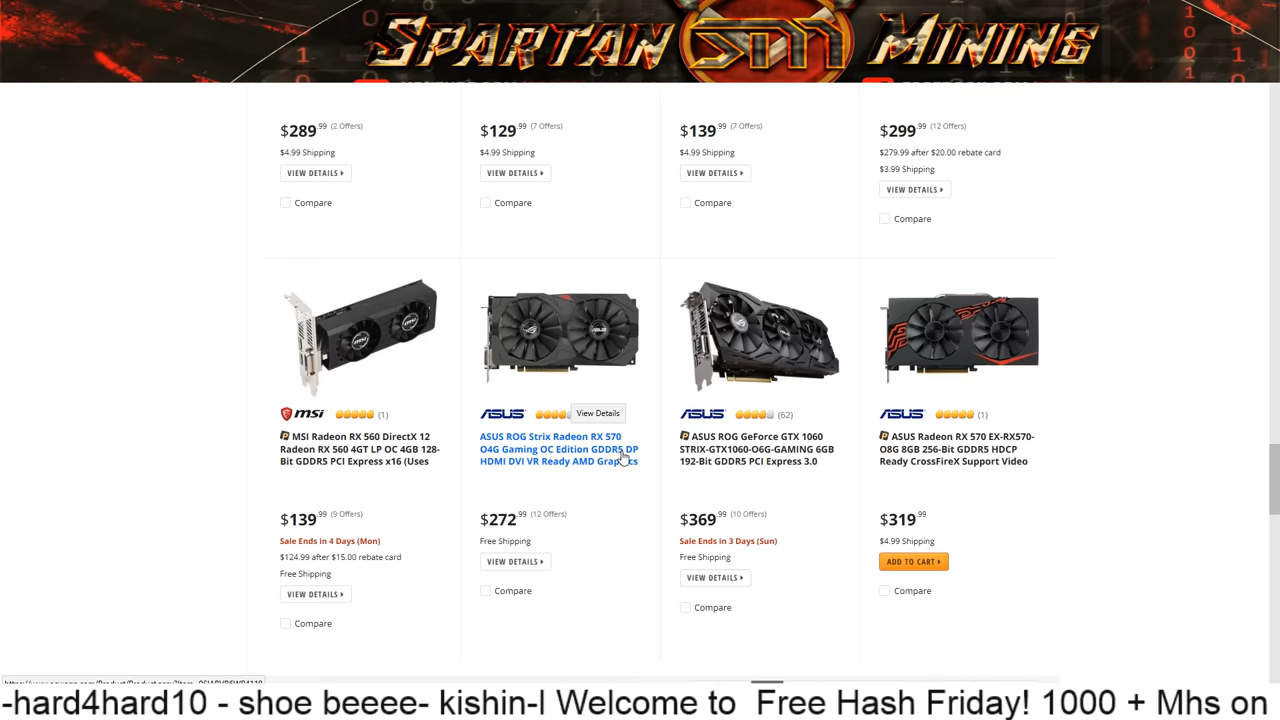 SPARTAN SM MINING
$289.99 (2 Offers)
$4.99 Shipping
VIEW DETAILS
Compare
$129.99 (7 Offers)
$4.99 Shipping
VIEW DETAILS
Compare
$139.99 (7 Offers)
$4.99 Shipping
VIEW DETAILS
Compare
$299.99 (12 Offers)
$279.99 after $20.00 rebate card
$3.99 Shipping
VIEW DETAILS
Compare
msi (1)
MSI Radeon RX 560 DirectX 12
Radeon RX 560 4GT LP OC 4GB 128-
Bit GDDR5 PCI Express x16 (Uses
$139.99 (9 Offers)
Sale Ends in 4 Days (Mon)
$124.99 after $15.00 rebate card
Free Shipping
VIEW DETAILS
Compare
ASUS
View Details
ASUS ROG Strix Radeon RX 570
O4G Gaming OC Edition GDDR5 DP
HDMI DVI VR Ready AMD Graphics
$272.99 (12 Offers)
Free Shipping
VIEW DETAILS
Compare
ASUS (62)
ASUS ROG GeForce GTX 1060
STRIX-GTX1060-O6G-GAMING 6GB
192-Bit GDDR5 PCI Express 3.0
$369.99 (10 Offers)
Sale Ends in 3 Days (Sun)
Free Shipping
VIEW DETAILS
Compare
ASUS (1)
ASUS Radeon RX 570 EX-RX570-
O8G 8GB 256-Bit GDDR5 HDCP
Ready CrossFireX Support Video
$319.99
$4.99 Shipping
ADD TO CART
Compare
-hard4hard10 - shoe beeee- kishin-l Welcome to Free Hash Friday! 1000 + Mhs on